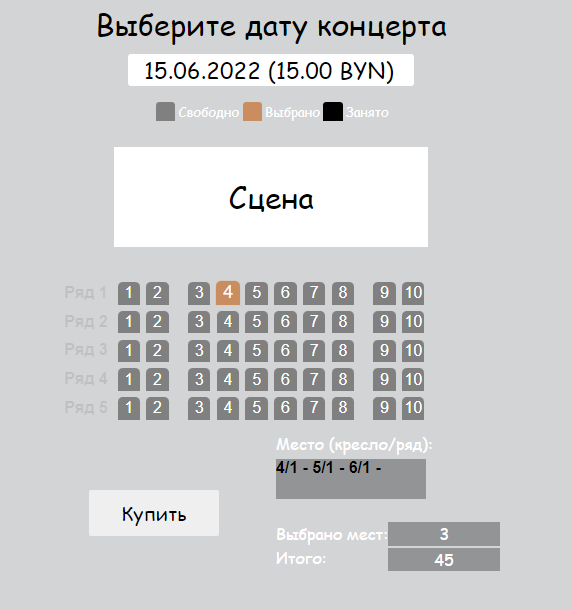 Выберите дату концерта
15.06.2022 (15.00 BYN)
Свободно Выбрано Занято
Сцена
Ряд 1 1 2 3 4 5 6 7 8 9 10
Ряд 2 1 2 3 4 5 6 7 8 9 10
Ряд 3 1 2 3 4 5 6 7 8 9 10
Ряд 4 1 2 3 4 5 6 7 8 9 10
Ряд 5 1 2 3 4 5 6 7 8 9 10
Место (кресло/ряд):
4/1 - 5/1 - 6/1 -
Купить
Выбрано мест: 3
Итого: 45